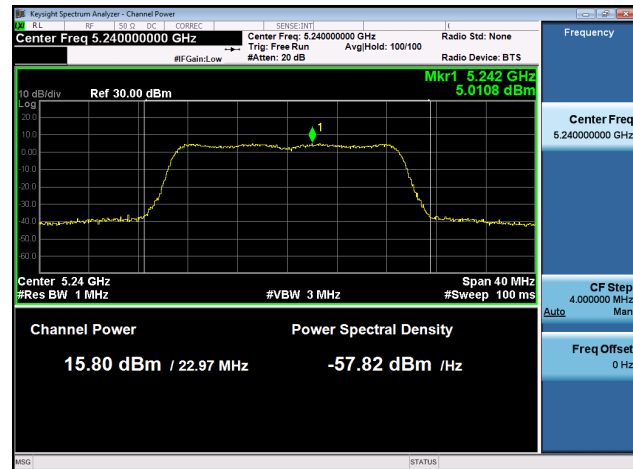 Keysight Spectrum Analyzer - Channel Power
RL RF 50 Ω DC CORREC SENSE:INT
Center Freq 5.240000000 GHz
#IFGain:Low
Center Freq: 5.240000000 GHz
Trig: Free Run Avg|Hold: 100/100
#Atten: 20 dB
Radio Std: None
Radio Device: BTS
Mkr1 5.242 GHz
5.0108 dBm
10 dB/div Ref 30.00 dBm
Log
20.0
10.0
0.00
-10.0
-20.0
-30.0
-40.0
-50.0
-60.0
1
Center 5.24 GHz Span 40 MHz
#Res BW 1 MHz #VBW 3 MHz #Sweep 100 ms
Channel Power Power Spectral Density
15.80 dBm / 22.97 MHz -57.82 dBm /Hz
Frequency
Center Freq
5.240000000 GHz
CF Step
4.000000 MHz
Auto Man
Freq Offset
0 Hz
MSG STATUS